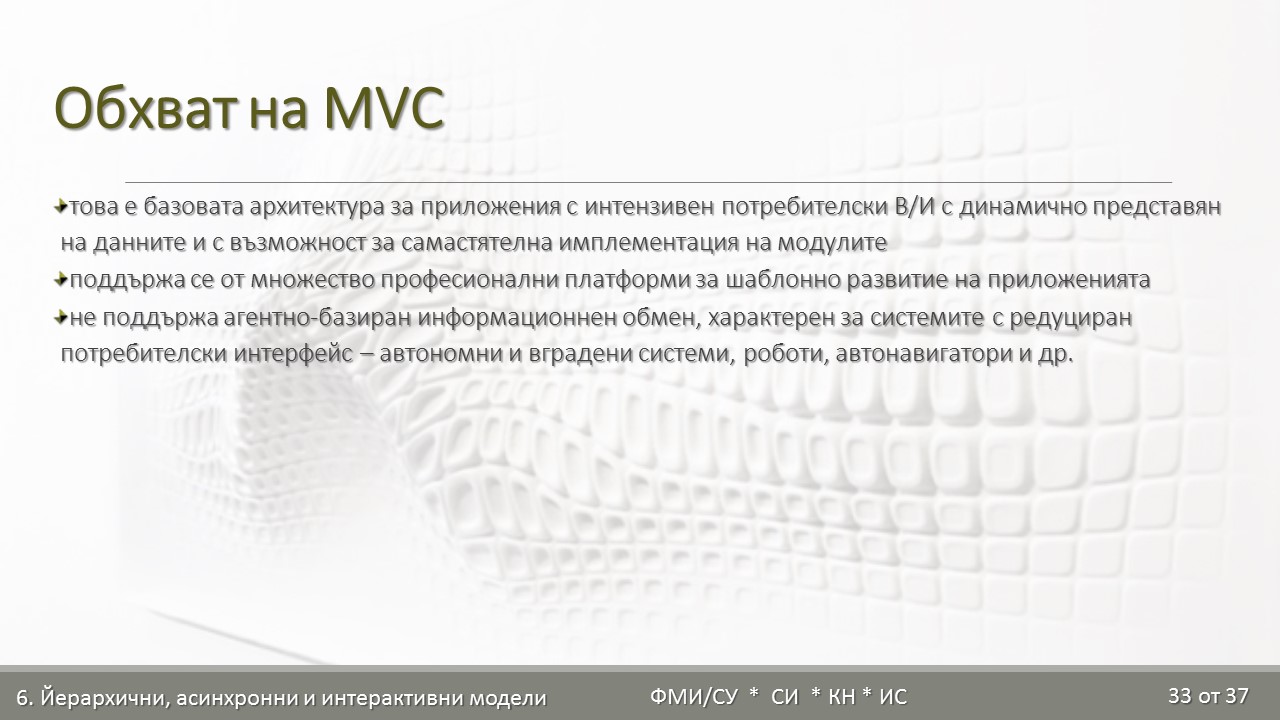 Обхват на MVC
това е базовата архитектура за приложения с интензивен потребителски В/И с динамично представян
на данните и с възможност за самастятелна имплементация на модулите
поддържа се от множество професионални платформи за шаблонно развитие на приложенията
не поддържа агентно-базиран информационнен обмен, характерен за системите с редуциран
потребителски интерфейс – автономни и вградени системи, роботи, автонавигатори и др.
6. Йерархични, асинхронни и интерактивни модели
ФМИ/СУ * СИ * КН * ИС
33 от 37